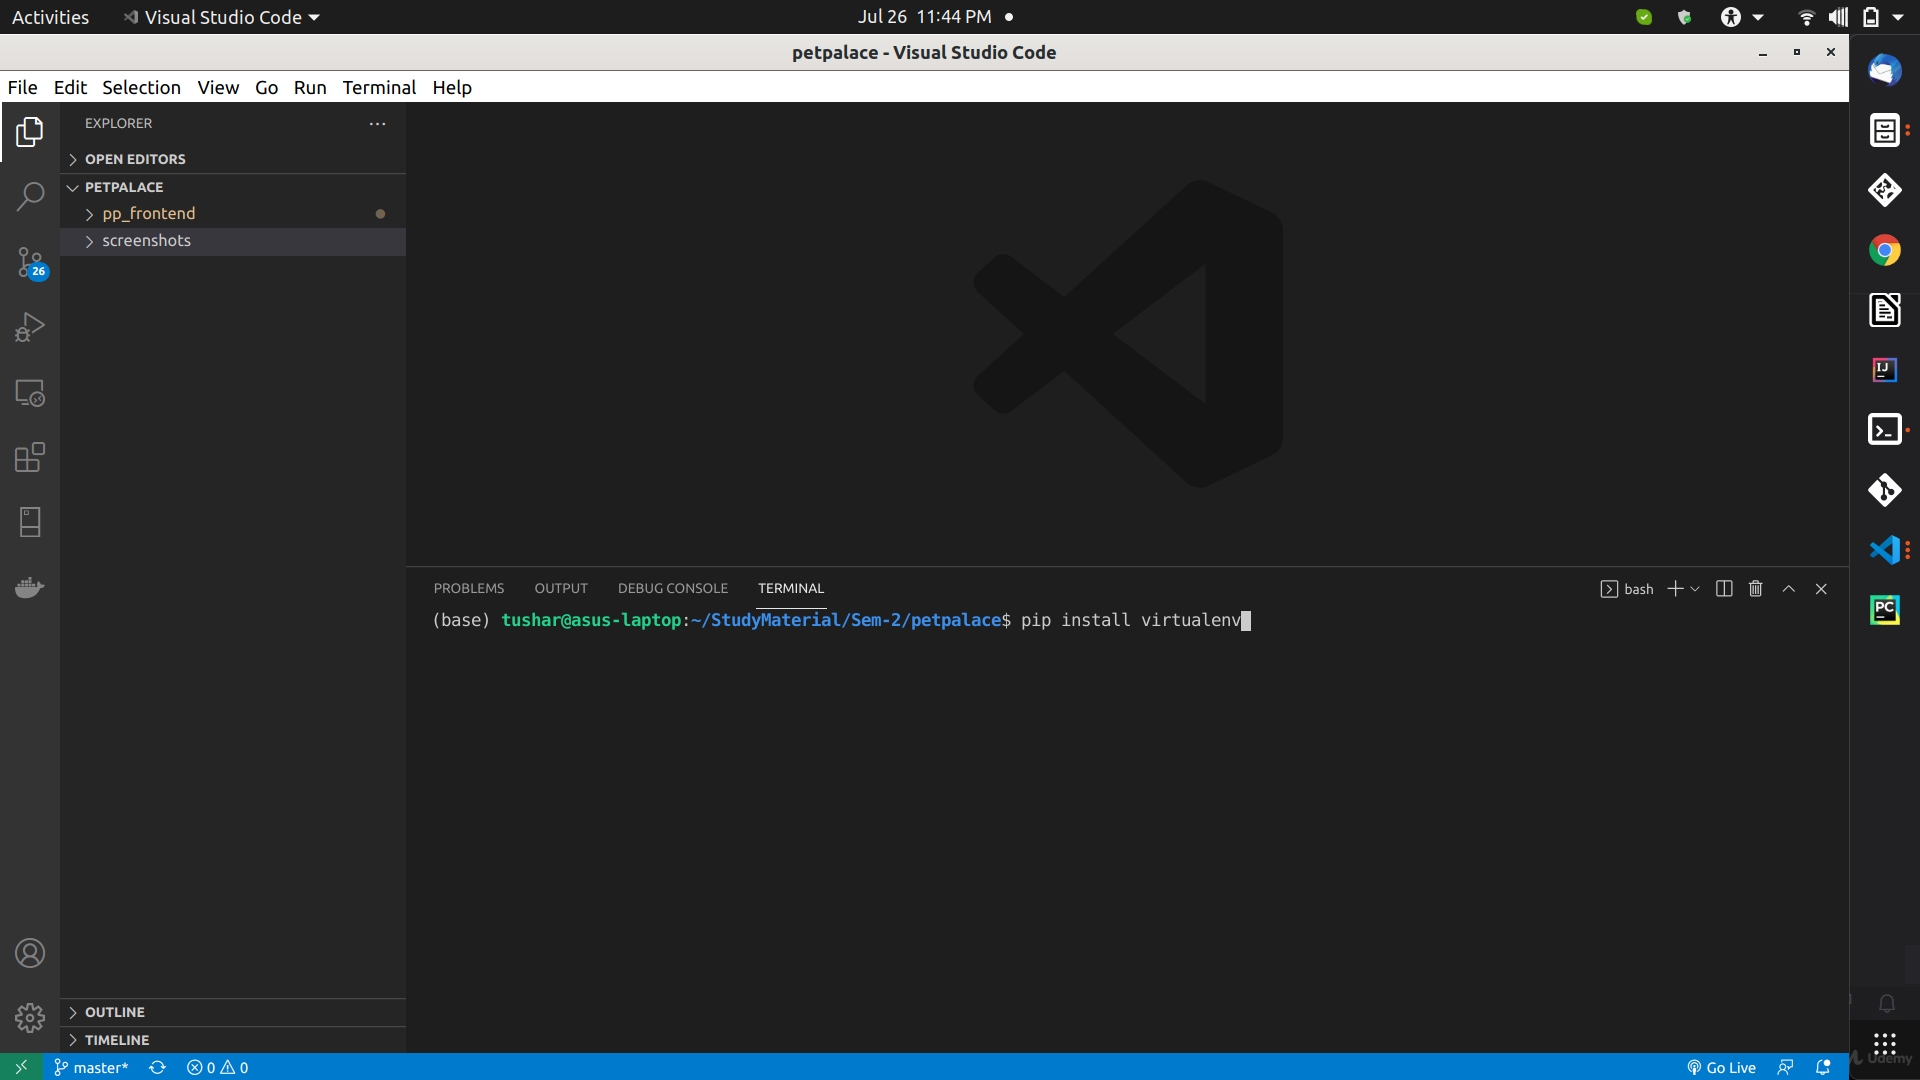 Activities Visual Studio Code Jul 26 11:44 PM
petpalace - Visual Studio Code
File Edit Selection View Go Run Terminal Help
EXPLORER
OPEN EDITORS
PETPALACE
pp_frontend
screenshots
26
PROBLEMS OUTPUT DEBUG CONSOLE TERMINAL bash
(base) tushar@asus-laptop:~/StudyMaterial/Sem-2/petpalace$ pip install virtualenv
OUTLINE
TIMELINE
master* 0 0 Go Live
IJ
PC
Udemy